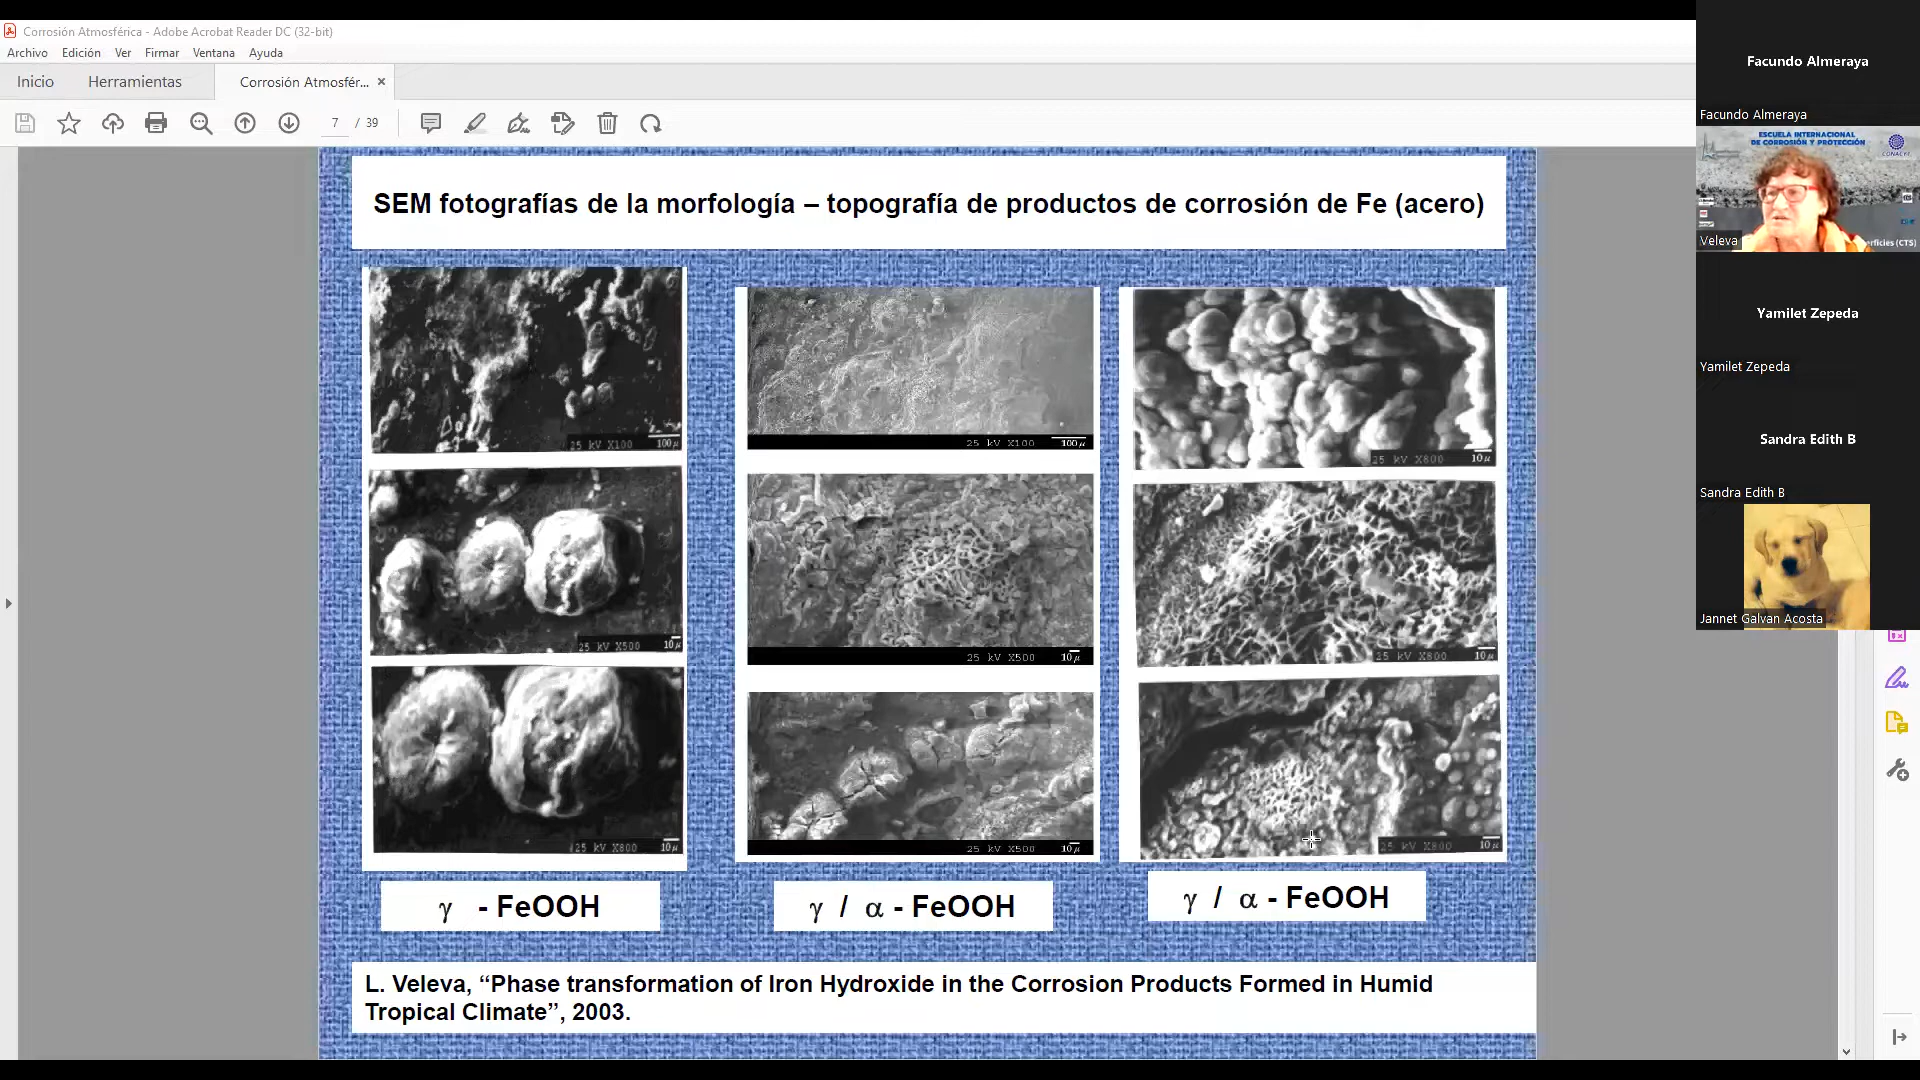 Corrosión Atmosférica - Adobe Acrobat Reader DC (32-bit)
Archivo Edición Ver Firmar Ventana Ayuda
Inicio Herramientas Corrosión Atmosfér... ×
7 / 39
SEM fotografías de la morfología – topografía de productos de corrosión de Fe (acero)
25 kV X100 100µ
25 kV X500 10µ
25 kV X800 10µ
γ - FeOOH
25 kV X100 100µ
25 kV X500 10µ
25 kV X500 10µ
γ / α - FeOOH
25 kV X800 10µ
25 kV X800 10µ
25 kV X800 10µ
γ / α - FeOOH
L. Veleva, “Phase transformation of Iron Hydroxide in the Corrosion Products Formed in Humid
Tropical Climate”, 2003.
Facundo Almeraya
Facundo Almeraya
ESCUELA INTERNACIONAL
DE CORROSIÓN Y PROTECCIÓN
CONACYT
Veleva
erficies (CTS)
Yamilet Zepeda
Yamilet Zepeda
Sandra Edith B
Sandra Edith B
Jannet Galvan Acosta